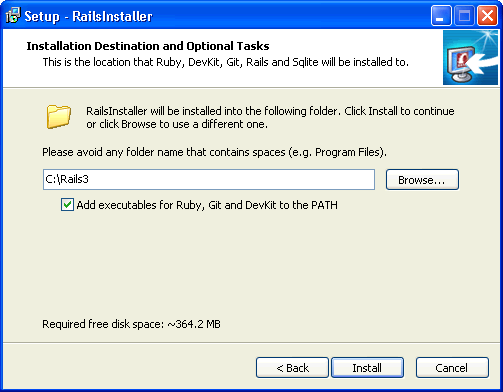 Setup - RailsInstaller
Installation Destination and Optional Tasks
This is the location that Ruby, DevKit, Git, Rails and Sqlite will be installed to.
RailsInstaller will be installed into the following folder. Click Install to continue
or click Browse to use a different one.
Please avoid any folder name that contains spaces (e.g. Program Files).
C:\Rails3
Browse...
Add executables for Ruby, Git and DevKit to the PATH
Required free disk space: ~364.2 MB
< Back
Install
Cancel